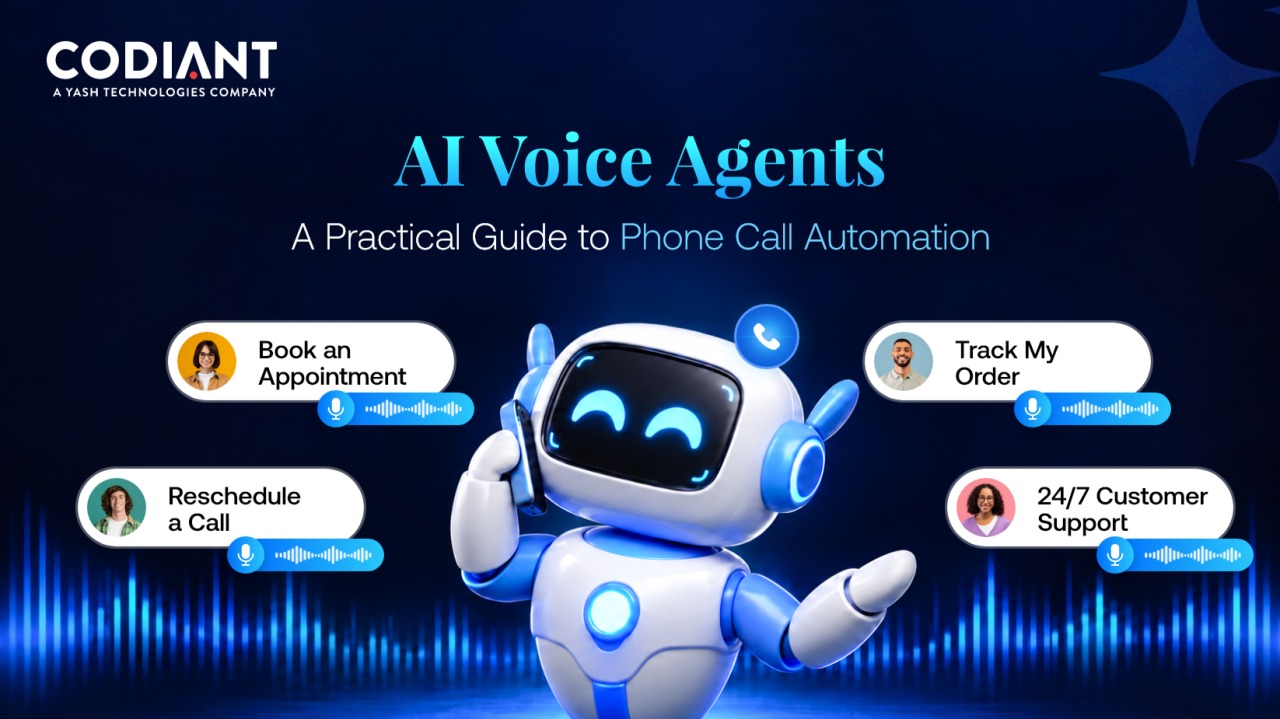 CODIANT
A YASH TECHNOLOGIES COMPANY
AI Voice Agents
A Practical Guide to Phone Call Automation
Book an
Appointment
Track My
Order
Reschedule
a Call
24/7 Customer
Support